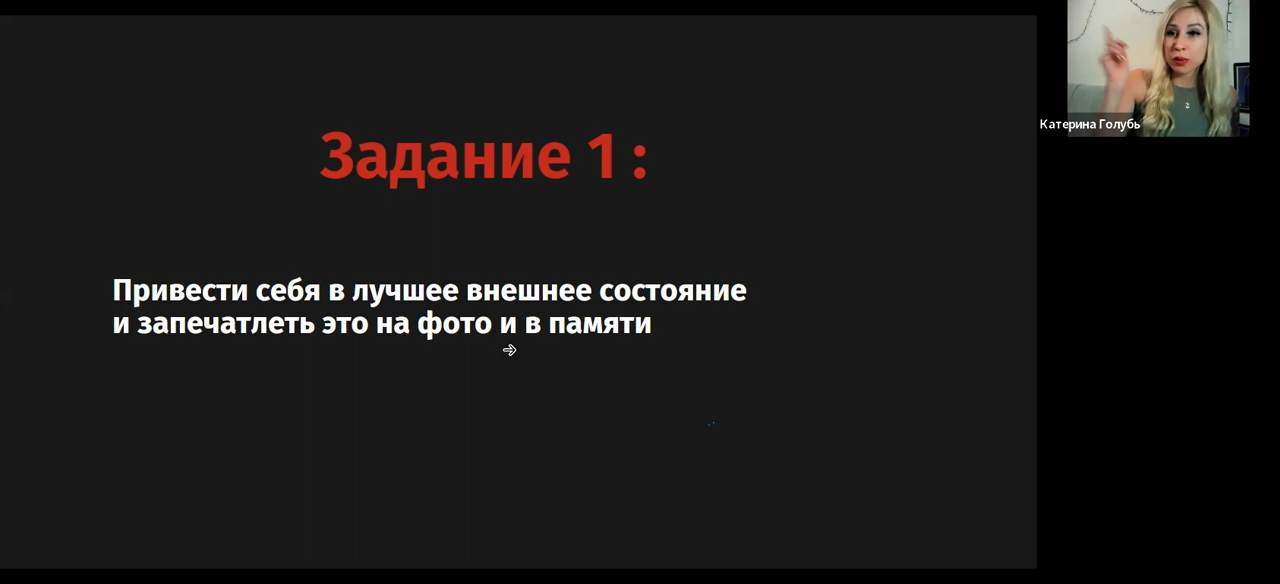 Задание 1 :
Привести себя в лучшее внешнее состояние
и запечатлеть это на фото и в памяти
Катерина Голубь